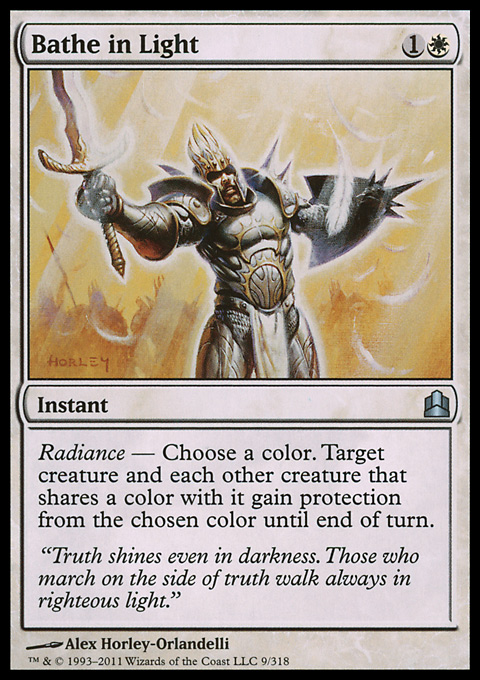 Bathe in Light 1
HORLEY
Instant
Radiance — Choose a color. Target
creature and each other creature that
shares a color with it gain protection
from the chosen color until end of turn.
“Truth shines even in darkness. Those who
march on the side of truth walk always in
righteous light.”
Alex Horley-Orlandelli
™ & © 1993–2011 Wizards of the Coast LLC 9/318